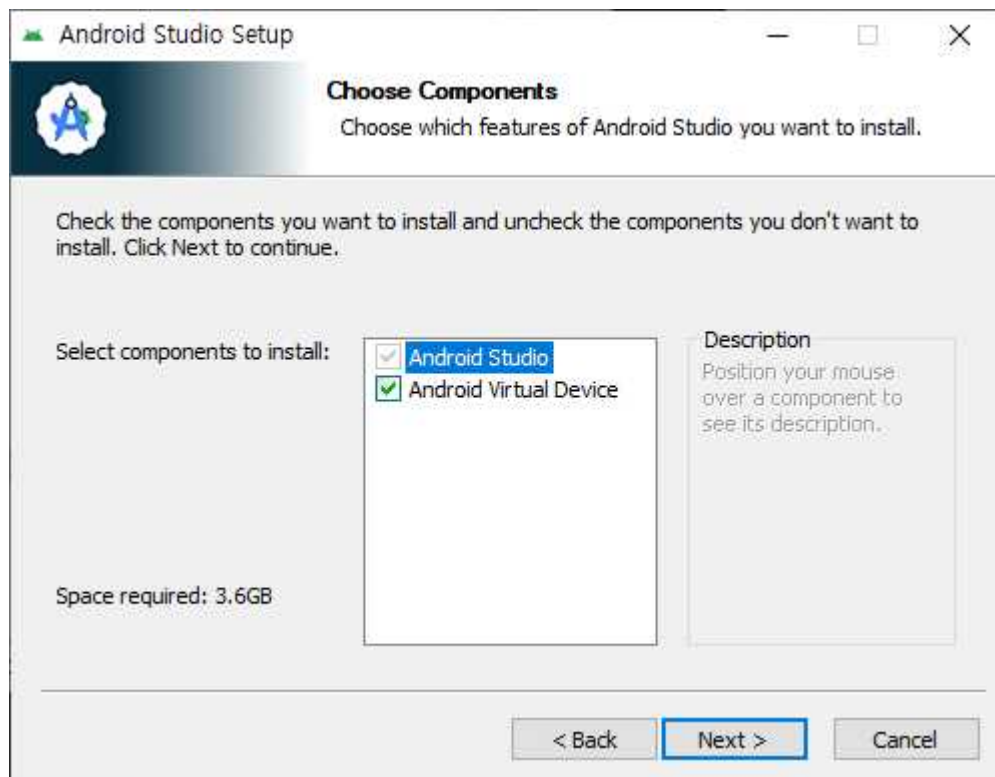 Android Studio Setup
Choose Components
Choose which features of Android Studio you want to install.
Check the components you want to install and uncheck the components you don't want to
install. Click Next to continue.
Select components to install:
Android Studio
Android Virtual Device
Description
Position your mouse
over a component to
see its description.
Space required: 3.6GB
< Back
Next >
Cancel